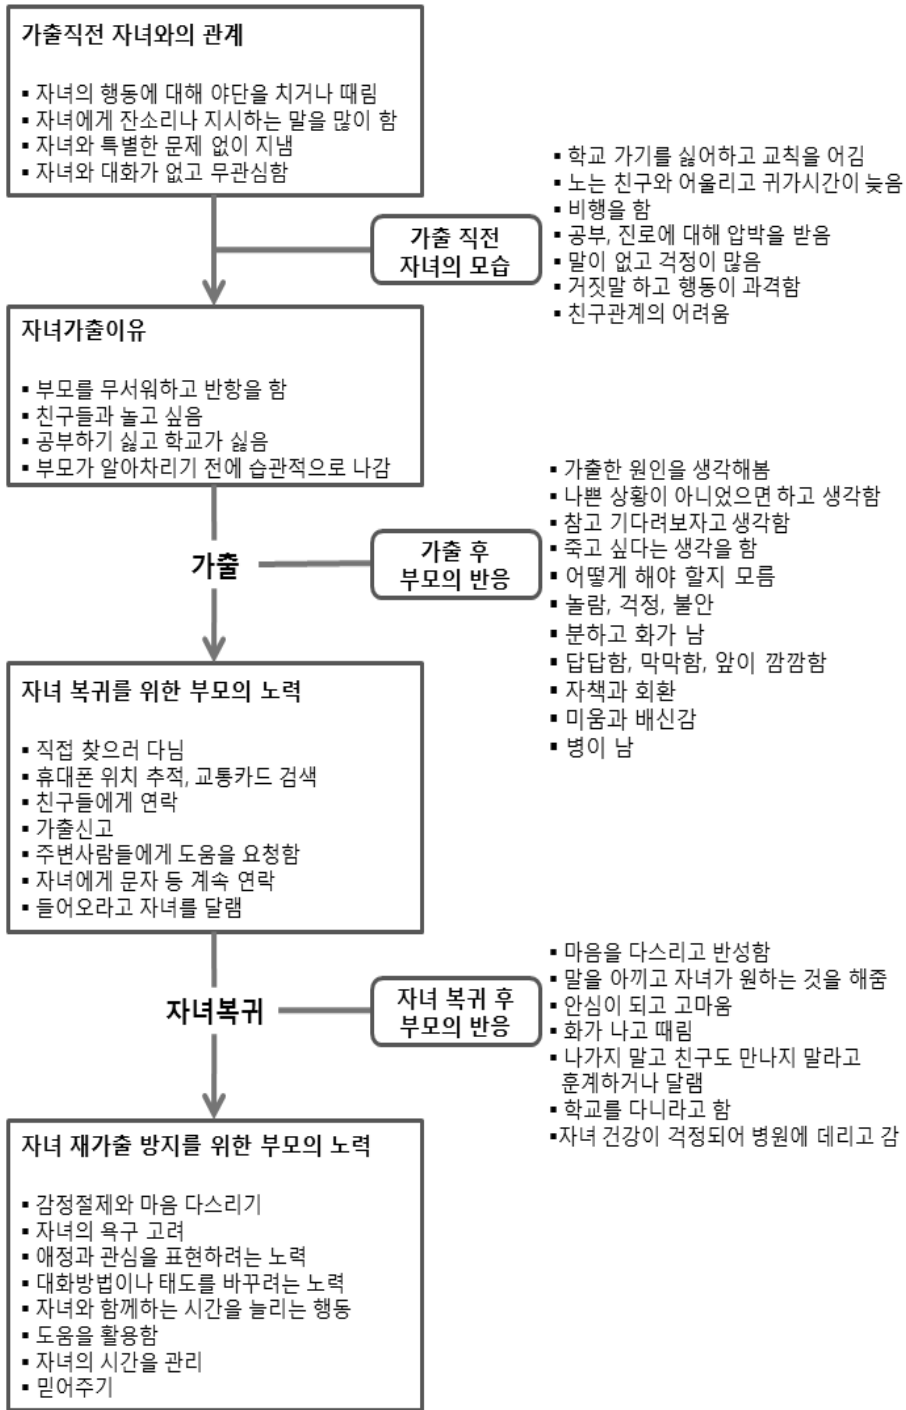 가출직전 자녀와의 관계
▪ 자녀의 행동에 대해 야단을 치거나 때림
▪ 자녀에게 잔소리나 지시하는 말을 많이 함
▪ 자녀와 특별한 문제 없이 지냄
▪ 자녀와 대화가 없고 무관심함
가출 직전
자녀의 모습
▪ 학교 가기를 싫어하고 교칙을 어김
▪ 노는 친구와 어울리고 귀가시간이 늦음
▪ 비행을 함
▪ 공부, 진로에 대해 압박을 받음
▪ 말이 없고 걱정이 많음
▪ 거짓말 하고 행동이 과격함
▪ 친구관계의 어려움
자녀가출이유
▪ 부모를 무서워하고 반항을 함
▪ 친구들과 놀고 싶음
▪ 공부하기 싫고 학교가 싫음
▪ 부모가 알아차리기 전에 습관적으로 나감
가출
가출 후
부모의 반응
▪ 가출한 원인을 생각해봄
▪ 나쁜 상황이 아니었으면 하고 생각함
▪ 참고 기다려보자고 생각함
▪ 죽고 싶다는 생각을 함
▪ 어떻게 해야 할지 모름
▪ 놀람, 걱정, 불안
▪ 분하고 화가 남
▪ 답답함, 막막함, 앞이 깜깜함
▪ 자책과 회환
▪ 미움과 배신감
▪ 병이 남
자녀 복귀를 위한 부모의 노력
▪ 직접 찾으러 다님
▪ 휴대폰 위치 추적, 교통카드 검색
▪ 친구들에게 연락
▪ 가출신고
▪ 주변사람들에게 도움을 요청함
▪ 자녀에게 문자 등 계속 연락
▪ 들어오라고 자녀를 달램
자녀복귀
자녀 복귀 후
부모의 반응
▪ 마음을 다스리고 반성함
▪ 말을 아끼고 자녀가 원하는 것을 해줌
▪ 안심이 되고 고마움
▪ 화가 나고 때림
▪ 나가지 말고 친구도 만나지 말라고
훈계하거나 달램
▪ 학교를 다니라고 함
▪자녀 건강이 걱정되어 병원에 데리고 감
자녀 재가출 방지를 위한 부모의 노력
▪ 감정절제와 마음 다스리기
▪ 자녀의 욕구 고려
▪ 애정과 관심을 표현하려는 노력
▪ 대화방법이나 태도를 바꾸려는 노력
▪ 자녀와 함께하는 시간을 늘리는 행동
▪ 도움을 활용함
▪ 자녀의 시간을 관리
▪ 믿어주기